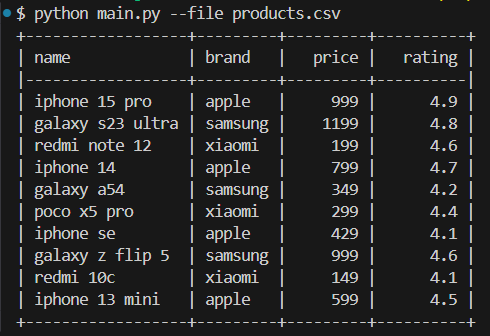 $ python main.py --file products.csv
+------------------+---------+---------+----------+
| name             | brand   |   price |   rating |
|------------------+---------+---------+----------|
| iphone 15 pro    | apple   |     999 |      4.9 |
| galaxy s23 ultra | samsung |    1199 |      4.8 |
| redmi note 12    | xiaomi  |     199 |      4.6 |
| iphone 14        | apple   |     799 |      4.7 |
| galaxy a54       | samsung |     349 |      4.2 |
| poco x5 pro      | xiaomi  |     299 |      4.4 |
| iphone se        | apple   |     429 |      4.1 |
| galaxy z flip 5  | samsung |     999 |      4.6 |
| redmi 10c        | xiaomi  |     149 |      4.1 |
| iphone 13 mini   | apple   |     599 |      4.5 |
+------------------+---------+---------+----------+